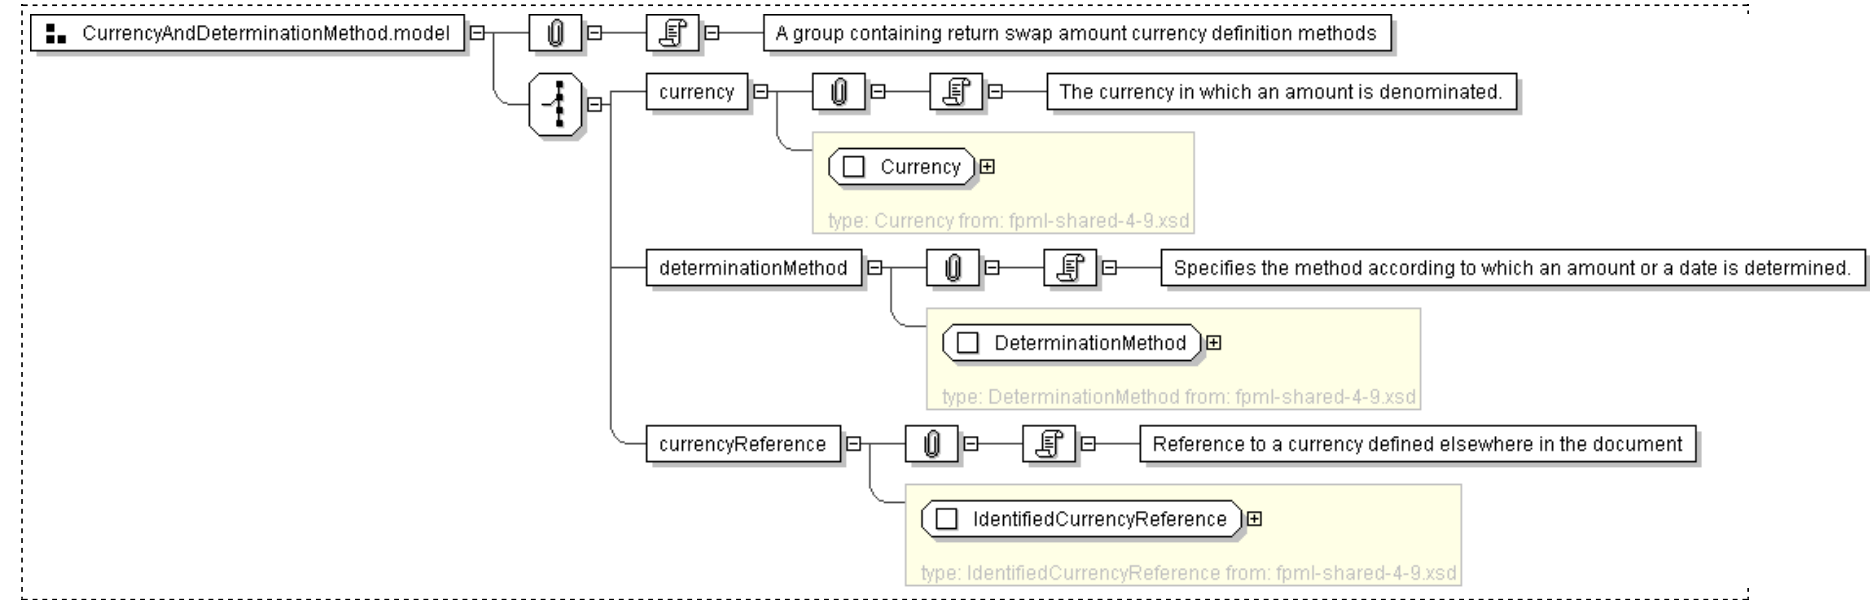 CurrencyAndDeterminationMethod.model
A group containing return swap amount currency definition methods
currency
The currency in which an amount is denominated.
Currency
type: Currency from: fpml-shared-4-9.xsd
determinationMethod
Specifies the method according to which an amount or a date is determined.
DeterminationMethod
type: DeterminationMethod from: fpml-shared-4-9.xsd
currencyReference
Reference to a currency defined elsewhere in the document
IdentifiedCurrencyReference
type: IdentifiedCurrencyReference from: fpml-shared-4-9.xsd